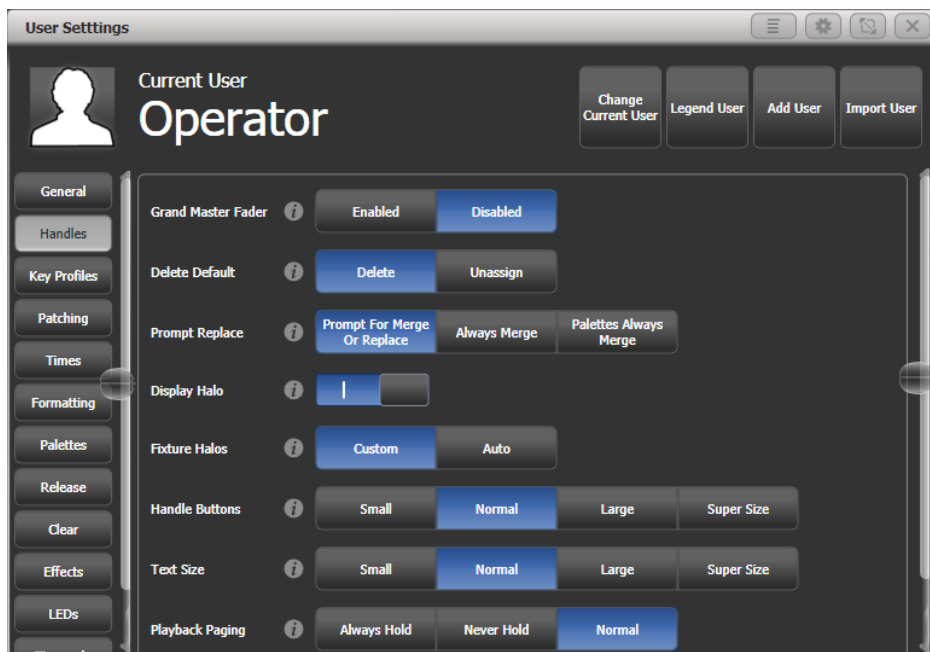 User Setttings
Current User
Operator
Change
Current User
Legend User
Add User
Import User
General
Handles
Key Profiles
Patching
Times
Formatting
Palettes
Release
Clear
Effects
LEDs
Grand Master Fader
Enabled
Disabled
Delete Default
Delete
Unassign
Prompt Replace
Prompt For Merge
Or Replace
Always Merge
Palettes Always
Merge
Display Halo
Fixture Halos
Custom
Auto
Handle Buttons
Small
Normal
Large
Super Size
Text Size
Small
Normal
Large
Super Size
Playback Paging
Always Hold
Never Hold
Normal